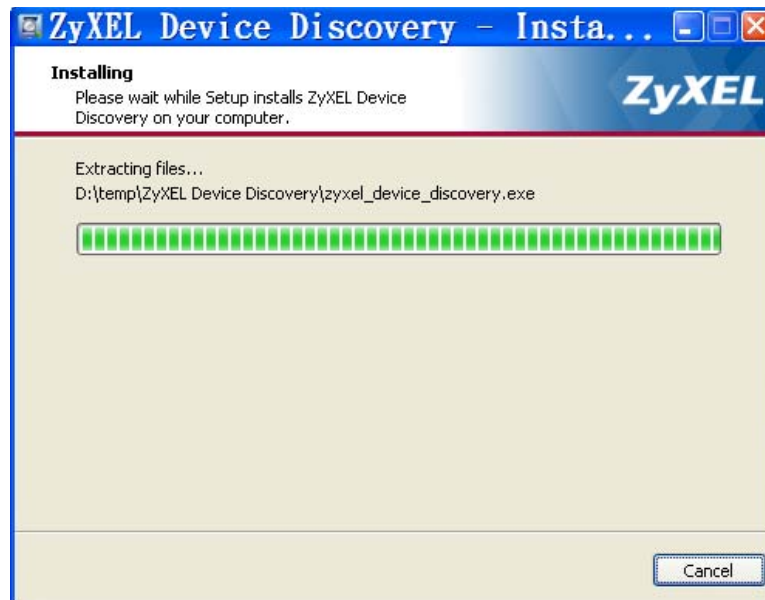 ZyXEL Device Discovery - Insta...
Installing
Please wait while Setup installs ZyXEL Device
Discovery on your computer.
ZyXEL
Extracting files...
D:\temp\ZyXEL Device Discovery\zyxel_device_discovery.exe
Cancel